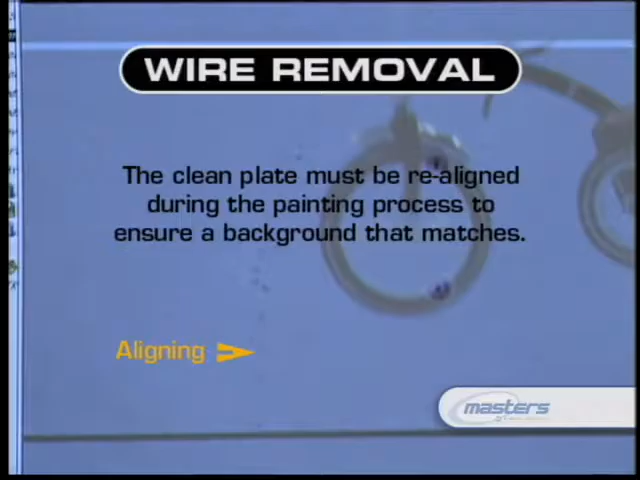 WIRE REMOVAL
The clean plate must be re-aligned
during the painting process to
ensure a background that matches.
Aligning
masters